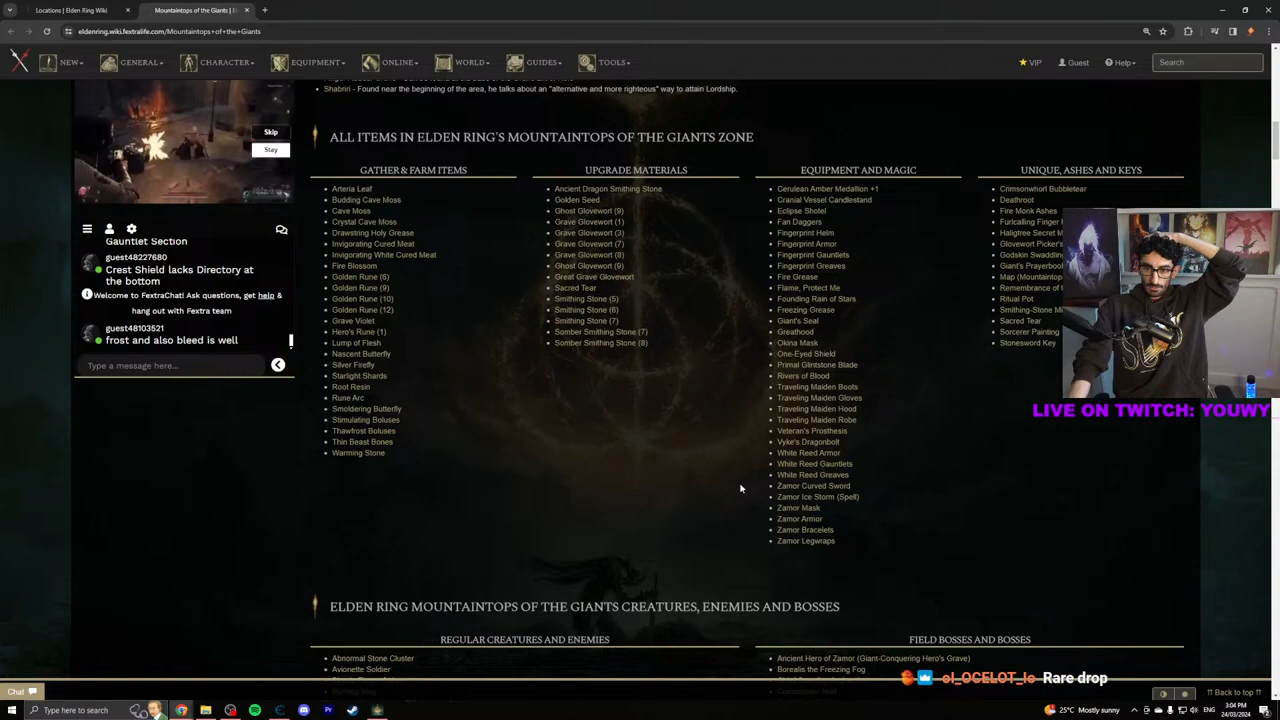 Locations | Elden Ring Wiki
Mountaintops of the Giants | E
eldenring.wiki.fextralife.com/Mountaintops+of+the+Giants
NEW
GENERAL
CHARACTER
EQUIPMENT
ONLINE
WORLD
GUIDES
TOOLS
VIP
Guest
Help
Search
Shabriri - Found near the beginning of the area, he talks about an "alternative and more righteous" way to attain Lordship.
Skip
Stay
Gauntlet Section
guest48227680
Crest Shield lacks Directory at
the bottom
Welcome to FextraChat! Ask questions, get help &
hang out with Fextra team
guest48103521
frost and also bleed is well
Type a message here...
ALL ITEMS IN ELDEN RING'S MOUNTAINTOPS OF THE GIANTS ZONE
GATHER & FARM ITEMS
Arteria Leaf
Budding Cave Moss
Cave Moss
Crystal Cave Moss
Drawstring Holy Grease
Invigorating Cured Meat
Invigorating White Cured Meat
Fire Blossom
Golden Rune (6)
Golden Rune (9)
Golden Rune (10)
Golden Rune (12)
Grave Violet
Hero's Rune (1)
Lump of Flesh
Nascent Butterfly
Silver Firefly
Starlight Shards
Root Resin
Rune Arc
Smoldering Butterfly
Stimulating Boluses
Thawfrost Boluses
Thin Beast Bones
Warming Stone
UPGRADE MATERIALS
Ancient Dragon Smithing Stone
Golden Seed
Ghost Glovewort (9)
Grave Glovewort (1)
Grave Glovewort (3)
Grave Glovewort (7)
Grave Glovewort (8)
Ghost Glovewort (9)
Great Grave Glovewort
Sacred Tear
Smithing Stone (5)
Smithing Stone (6)
Smithing Stone (7)
Somber Smithing Stone (7)
Somber Smithing Stone (8)
EQUIPMENT AND MAGIC
Cerulean Amber Medallion +1
Cranial Vessel Candlestand
Eclipse Shotel
Fan Daggers
Fingerprint Helm
Fingerprint Armor
Fingerprint Gauntlets
Fingerprint Greaves
Fire Grease
Flame, Protect Me
Founding Rain of Stars
Freezing Grease
Giant's Seal
Greathood
Okina Mask
One-Eyed Shield
Primal Glintstone Blade
Rivers of Blood
Traveling Maiden Boots
Traveling Maiden Gloves
Traveling Maiden Hood
Traveling Maiden Robe
Veteran's Prosthesis
Vyke's Dragonbolt
White Reed Armor
White Reed Gauntlets
White Reed Greaves
Zamor Curved Sword
Zamor Ice Storm (Spell)
Zamor Mask
Zamor Armor
Zamor Bracelets
Zamor Legwraps
UNIQUE, ASHES AND KEYS
Crimsonwhorl Bubbletear
Deathroot
Fire Monk Ashes
Furlcalling Finger
Haligtree Secret M
Glovewort Picker's
Godskin Swaddling
Giant's Prayerbook
Map (Mountaintop
Remembrance of t
Ritual Pot
Smithing-Stone Mi
Sacred Tear
Sorcerer Painting
Stonesword Key
LIVE ON TWITCH: YOUWY
ELDEN RING MOUNTAINTOPS OF THE GIANTS CREATURES, ENEMIES AND BOSSES
REGULAR CREATURES AND ENEMIES
Abnormal Stone Cluster
Avionette Soldier
FIELD BOSSES AND BOSSES
Ancient Hero of Zamor (Giant-Conquering Hero's Grave)
Borealis the Freezing Fog
el_OCELOT_le Rare drop
Chat
Back to top
Type here to search
25°C Mostly sunny
ENG
3:04 PM
24/03/2024